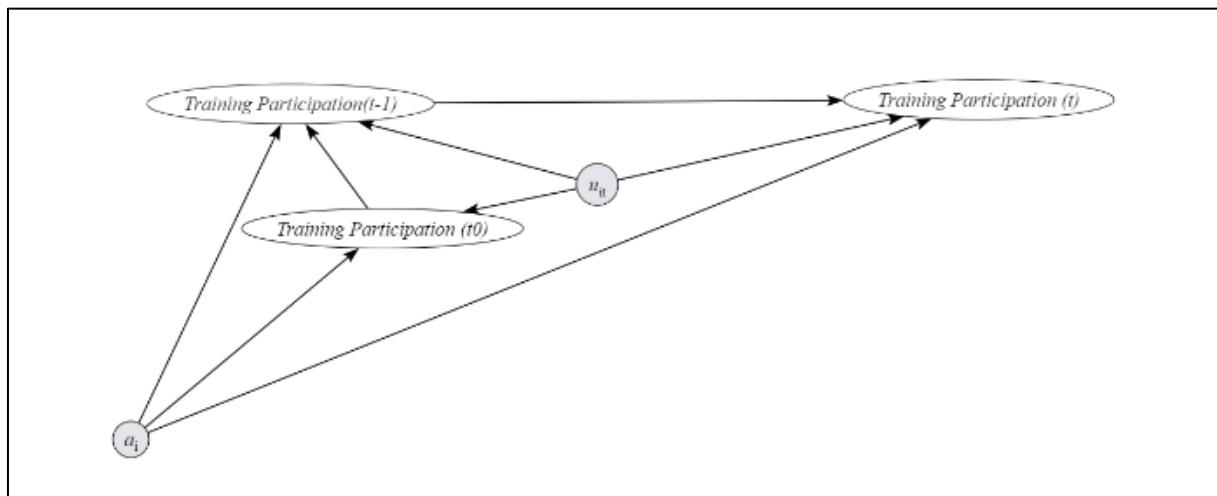 Training Participation(t-1)
Training Participation (t)
u_it
Training Participation (t0)
a_i